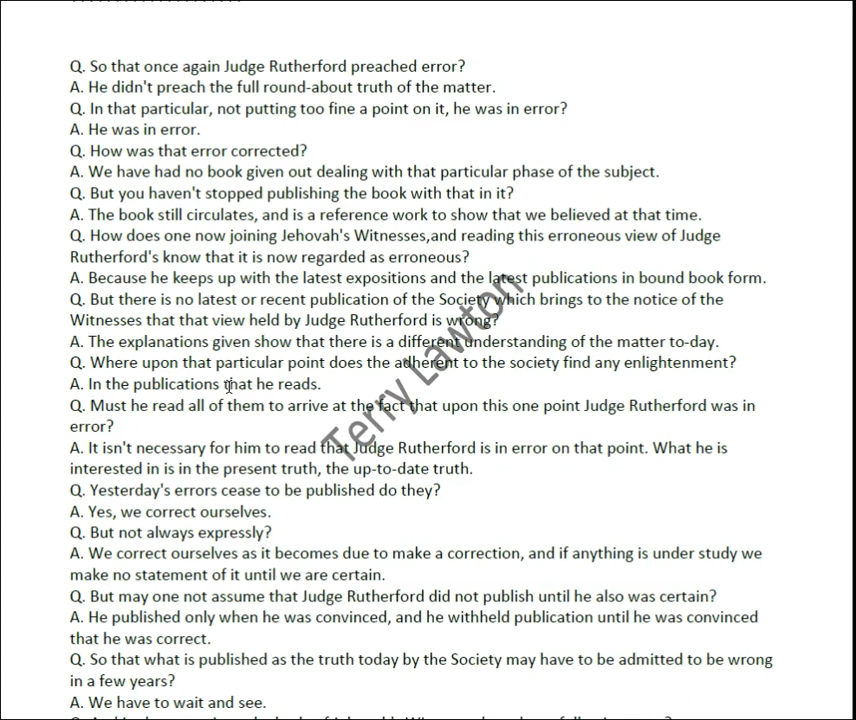 Q. So that once again Judge Rutherford preached error?
A. He didn't preach the full round-about truth of the matter.
Q. In that particular, not putting too fine a point on it, he was in error?
A. He was in error.
Q. How was that error corrected?
A. We have had no book given out dealing with that particular phase of the subject.
Q. But you haven't stopped publishing the book with that in it?
A. The book still circulates, and is a reference work to show that we believed at that time.
Q. How does one now joining Jehovah's Witnesses,and reading this erroneous view of Judge
Rutherford's know that it is now regarded as erroneous?
A. Because he keeps up with the latest expositions and the latest publications in bound book form.
Q. But there is no latest or recent publication of the Society which brings to the notice of the
Witnesses that that view held by Judge Rutherford is wrong?
A. The explanations given show that there is a different understanding of the matter to-day.
Q. Where upon that particular point does the adherent to the society find any enlightenment?
A. In the publications that he reads.
Q. Must he read all of them to arrive at the fact that upon this one point Judge Rutherford was in
error?
A. It isn't necessary for him to read that Judge Rutherford is in error on that point. What he is
interested in is in the present truth, the up-to-date truth.
Q. Yesterday's errors cease to be published do they?
A. Yes, we correct ourselves.
Q. But not always expressly?
A. We correct ourselves as it becomes due to make a correction, and if anything is under study we
make no statement of it until we are certain.
Q. But may one not assume that Judge Rutherford did not publish until he also was certain?
A. He published only when he was convinced, and he withheld publication until he was convinced
that he was correct.
Q. So that what is published as the truth today by the Society may have to be admitted to be wrong
in a few years?
A. We have to wait and see.
Terry Lawton